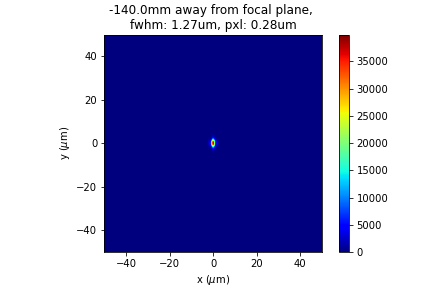 -140.0mm away from focal plane,
fwhm: 1.27um, pxl: 0.28um
40
20
0
−20
−40
y (μm)
−40 −20 0 20 40
x (μm)
35000
30000
25000
20000
15000
10000
5000
0